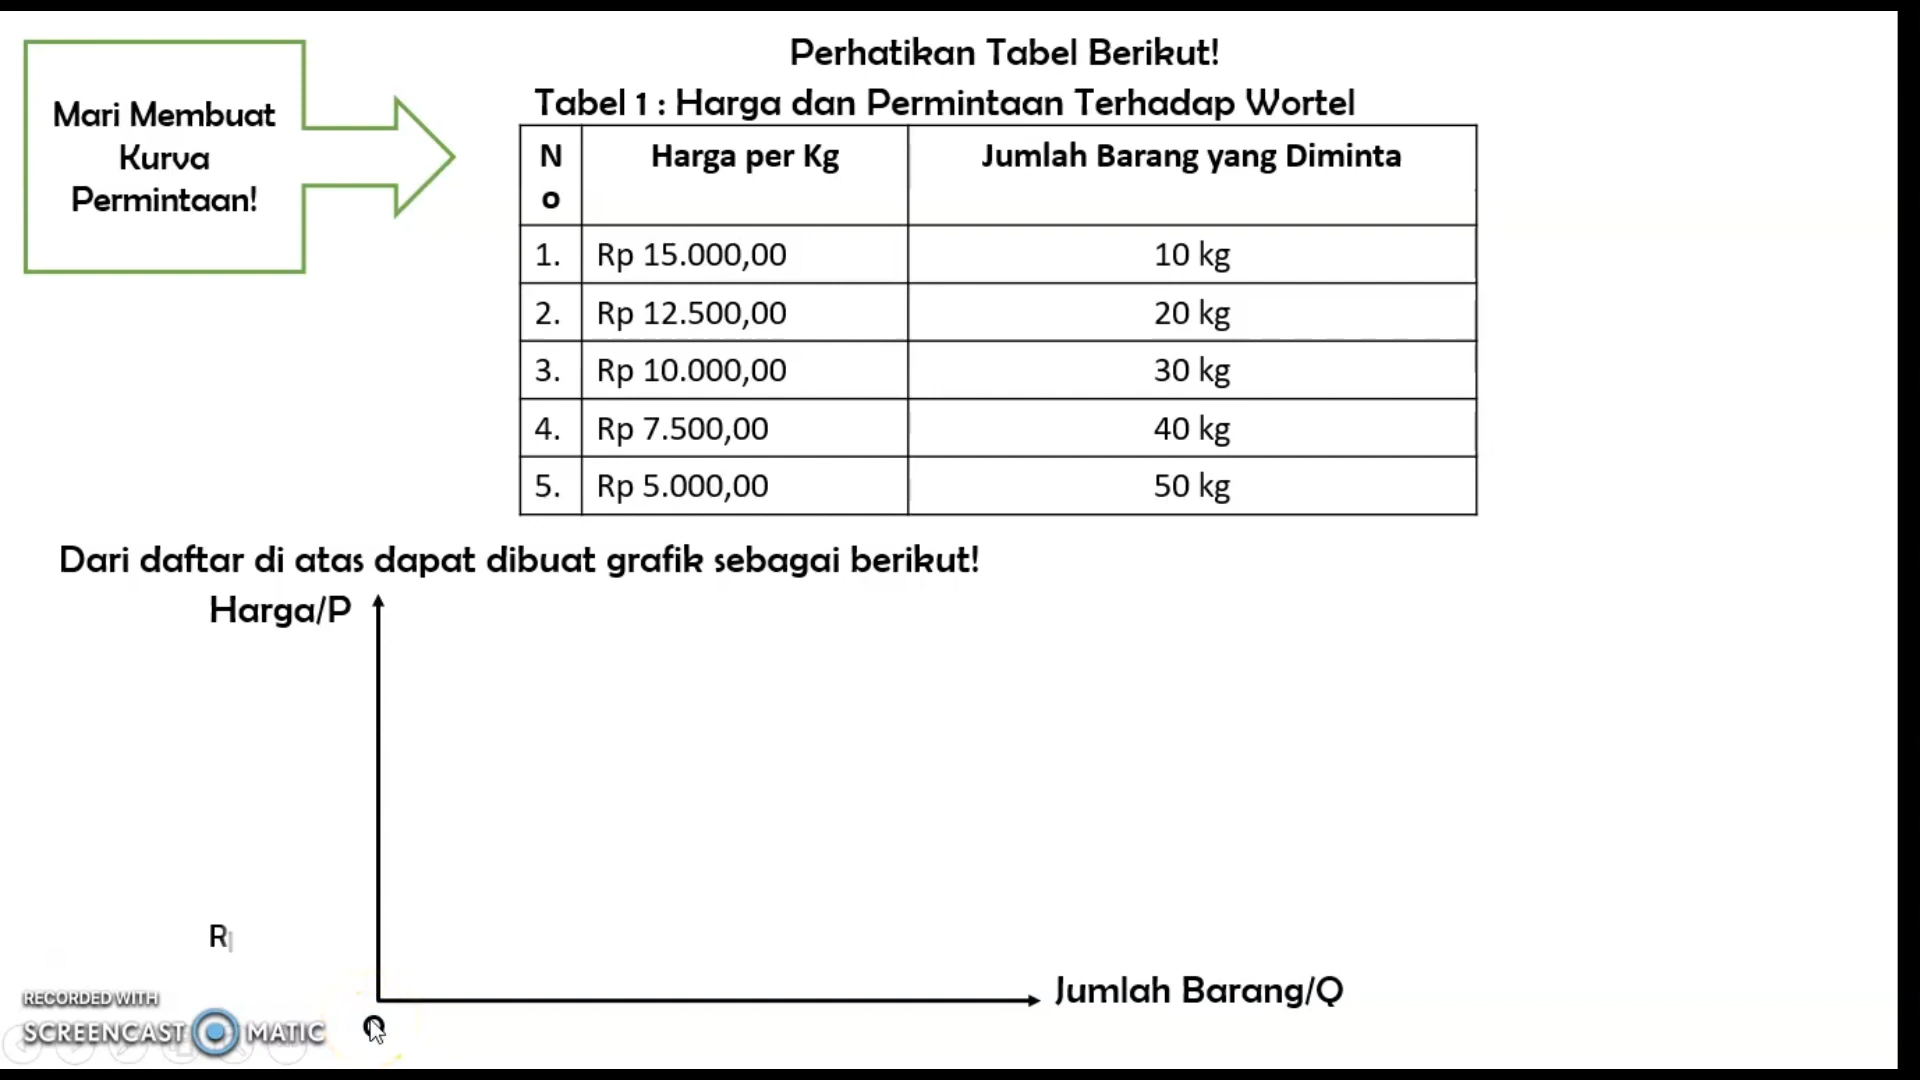 Perhatikan Tabel Berikut!
Mari Membuat
Kurva
Permintaan!
Tabel 1 : Harga dan Permintaan Terhadap Wortel
No Harga per Kg Jumlah Barang yang Diminta
1. Rp 15.000,00 10 kg
2. Rp 12.500,00 20 kg
3. Rp 10.000,00 30 kg
4. Rp 7.500,00 40 kg
5. Rp 5.000,00 50 kg
Dari daftar di atas dapat dibuat grafik sebagai berikut!
Harga/P
R
Jumlah Barang/Q
0
RECORDED WITH
SCREENCAST MATIC